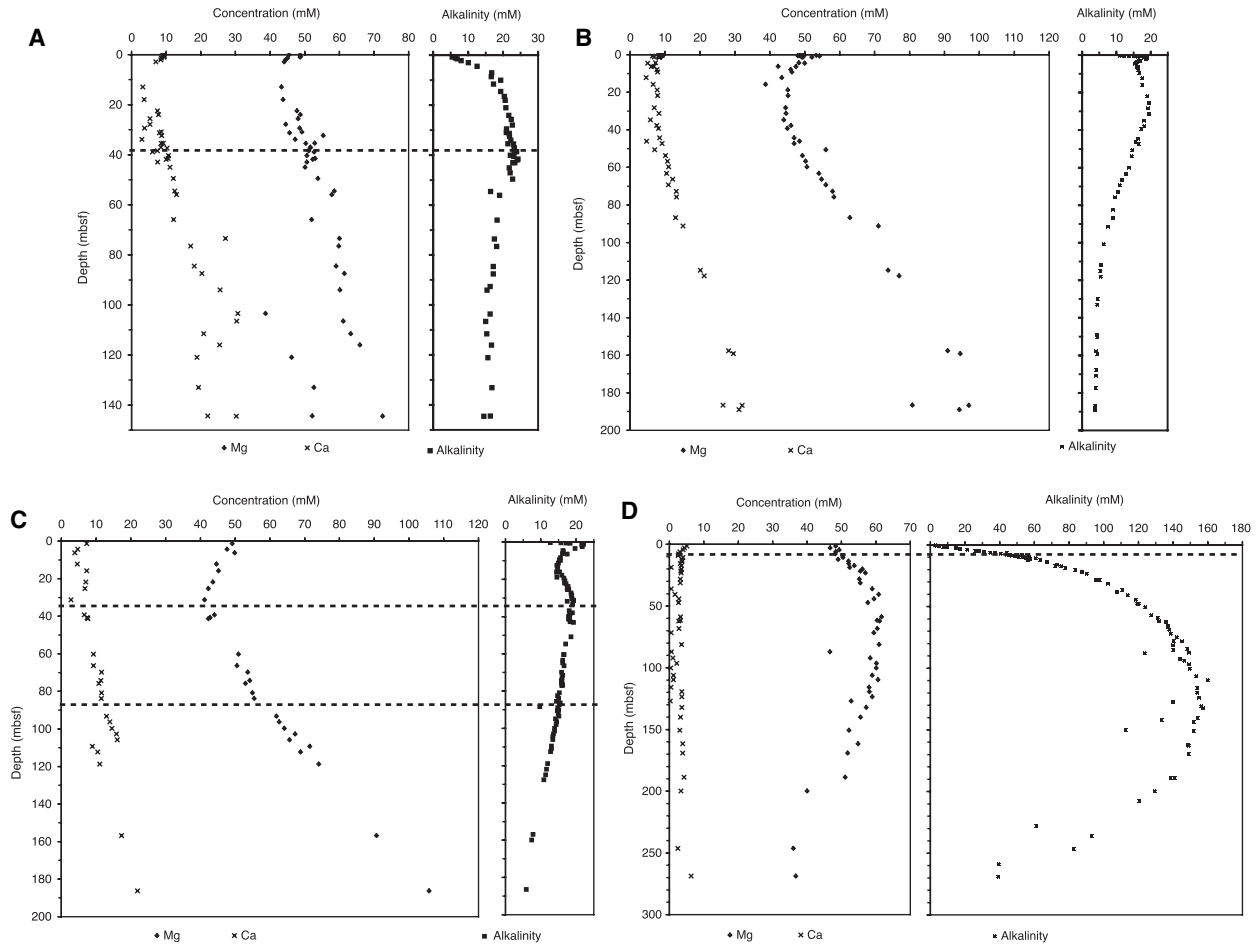 A
Concentration (mM)
Alkalinity (mM)
0 10 20 30 40 50 60 70 80
0 10 20 30
0
20
40
60
80
100
120
140
Depth (mbsf)
Mg
Ca
Alkalinity
B
Concentration (mM)
Alkalinity (mM)
0 10 20 30 40 50 60 70 80 90 100 110 120
0 5 10 15 20
0
20
40
60
80
100
120
140
160
180
200
Depth (mbsf)
Mg
Ca
Alkalinity
C
Concentration (mM)
Alkalinity (mM)
0 10 20 30 40 50 60 70 80 90 100 110 120
0 10 20
0
20
40
60
80
100
120
140
160
180
200
Depth (mbsf)
Mg
Ca
Alkalinity
D
Concentration (mM)
Alkalinity (mM)
0 10 20 30 40 50 60 70
0 20 40 60 80 100 120 140 160 180
0
50
100
150
200
250
300
Depth (mbsf)
Mg
Ca
Alkalinity